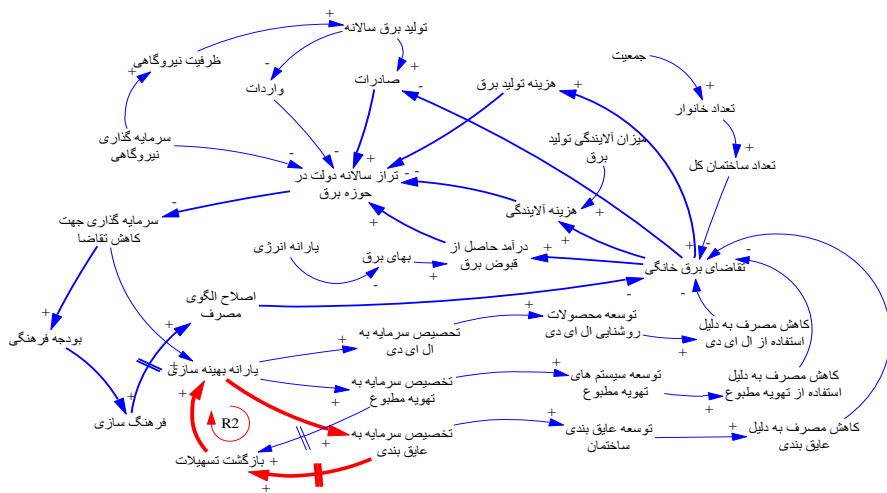 تولید برق سالانه
ظرفیت نیروگاهی
جمعیت
صادرات
واردات
هزینه تولید برق
تعداد خانوار
سرمایه گذاری
نیروگاهی
میزان آلایندگی تولید
برق
تعداد ساختمان کل
تراز سالانه دولت در
حوزه برق
سرمایه گذاری جهت
کاهش تقاضا
هزینه آلایندگی
یارانه انرژی
بهای برق
درآمد حاصل از
قبوض برق
تقاضای برق خانگی
اصلاح الگوی
مصرف
بودجه فرهنگی
تخصیص سرمایه به
ال ای دی
توسعه محصولات
روشنایی ال ای دی
کاهش مصرف به دلیل
استفاده از ال ای دی
یارانه بهینه سازی
تخصیص سرمایه به
تهویه مطبوع
توسعه سیستم های
تهویه مطبوع
کاهش مصرف به دلیل
استفاده از تهویه مطبوع
فرهنگ سازی
R2
تخصیص سرمایه به
عایق بندی
توسعه عایق بندی
ساختمان
کاهش مصرف به دلیل
عایق بندی
بازگشت تسهیلات